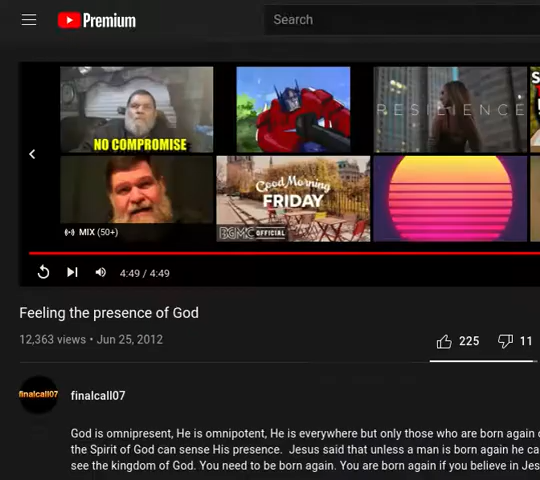 Premium
Search
NO COMPROMISE
RESILIENCE
S
MIX (50+)
Good Morning
FRIDAY
BGMC OFFICIAL
4:49 / 4:49
Feeling the presence of God
12,363 views • Jun 25, 2012
225
11
finalcall07
finalcall07
God is omnipresent, He is omnipotent, He is everywhere but only those who are born again
the Spirit of God can sense His presence. Jesus said that unless a man is born again he
see the kingdom of God. You need to be born again. You are born again if you believe in